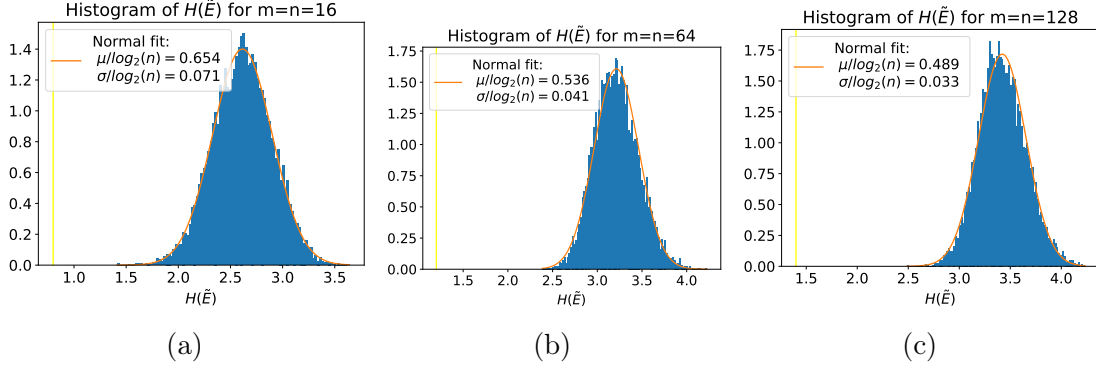 Histogram of H(Ẽ) for m=n=16
Normal fit:
μ/log₂(n) = 0.654
σ/log₂(n) = 0.071
1.4
1.2
1.0
0.8
0.6
0.4
0.2
0.0
1.0 1.5 2.0 2.5 3.0 3.5
H(Ẽ)
(a)
Histogram of H(Ẽ) for m=n=64
Normal fit:
μ/log₂(n) = 0.536
σ/log₂(n) = 0.041
1.75
1.50
1.25
1.00
0.75
0.50
0.25
0.00
1.5 2.0 2.5 3.0 3.5 4.0
H(Ẽ)
(b)
Histogram of H(Ẽ) for m=n=128
Normal fit:
μ/log₂(n) = 0.489
σ/log₂(n) = 0.033
1.75
1.50
1.25
1.00
0.75
0.50
0.25
0.00
1.5 2.0 2.5 3.0 3.5 4.0
H(Ẽ)
(c)